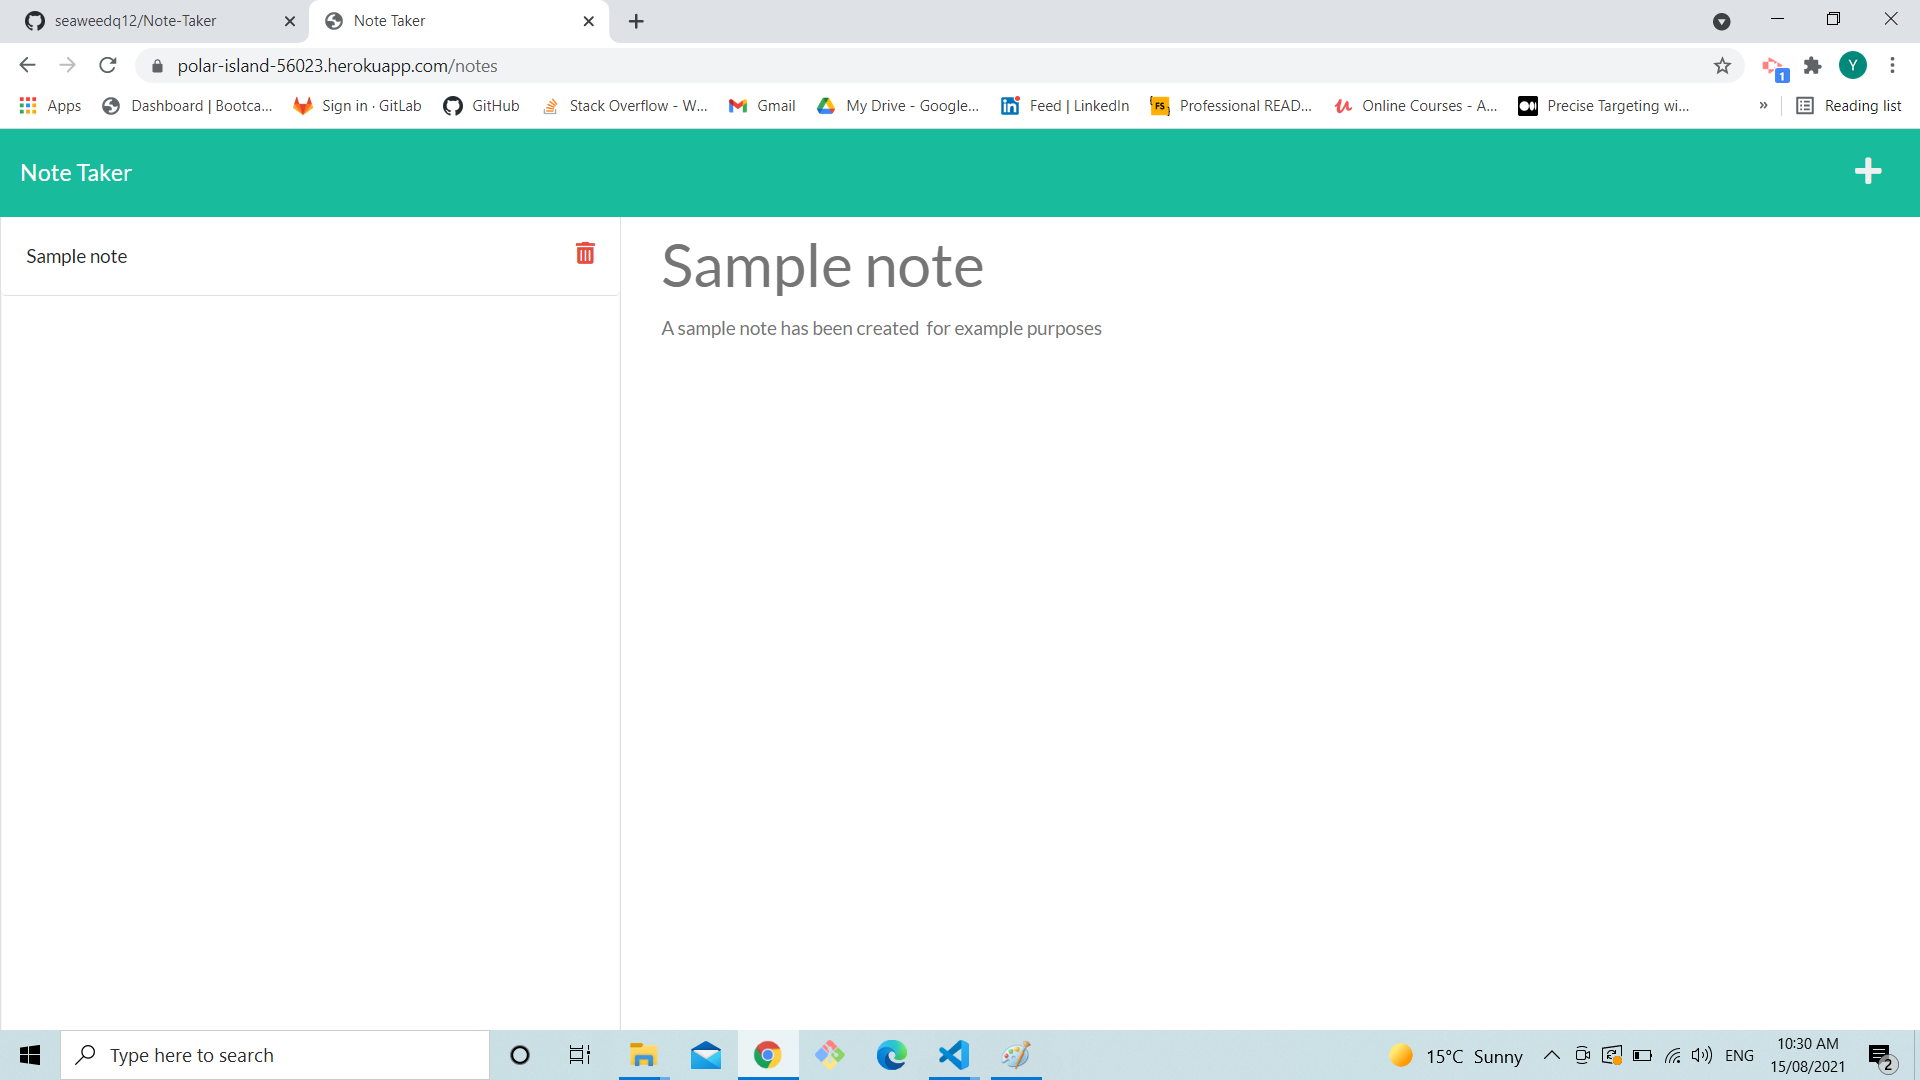 seaweedq12/Note-Taker
Note Taker
polar-island-56023.herokuapp.com/notes
1
Y
Apps
Dashboard | Bootca...
Sign in · GitLab
GitHub
Stack Overflow - W...
Gmail
My Drive - Google...
Feed | LinkedIn
FS
Professional READ...
Online Courses - A...
Precise Targeting wi...
»
Reading list
Note Taker
Sample note
Sample note
A sample note has been created  for example purposes
Type here to search
15°C Sunny
ENG
10:30 AM
15/08/2021
2